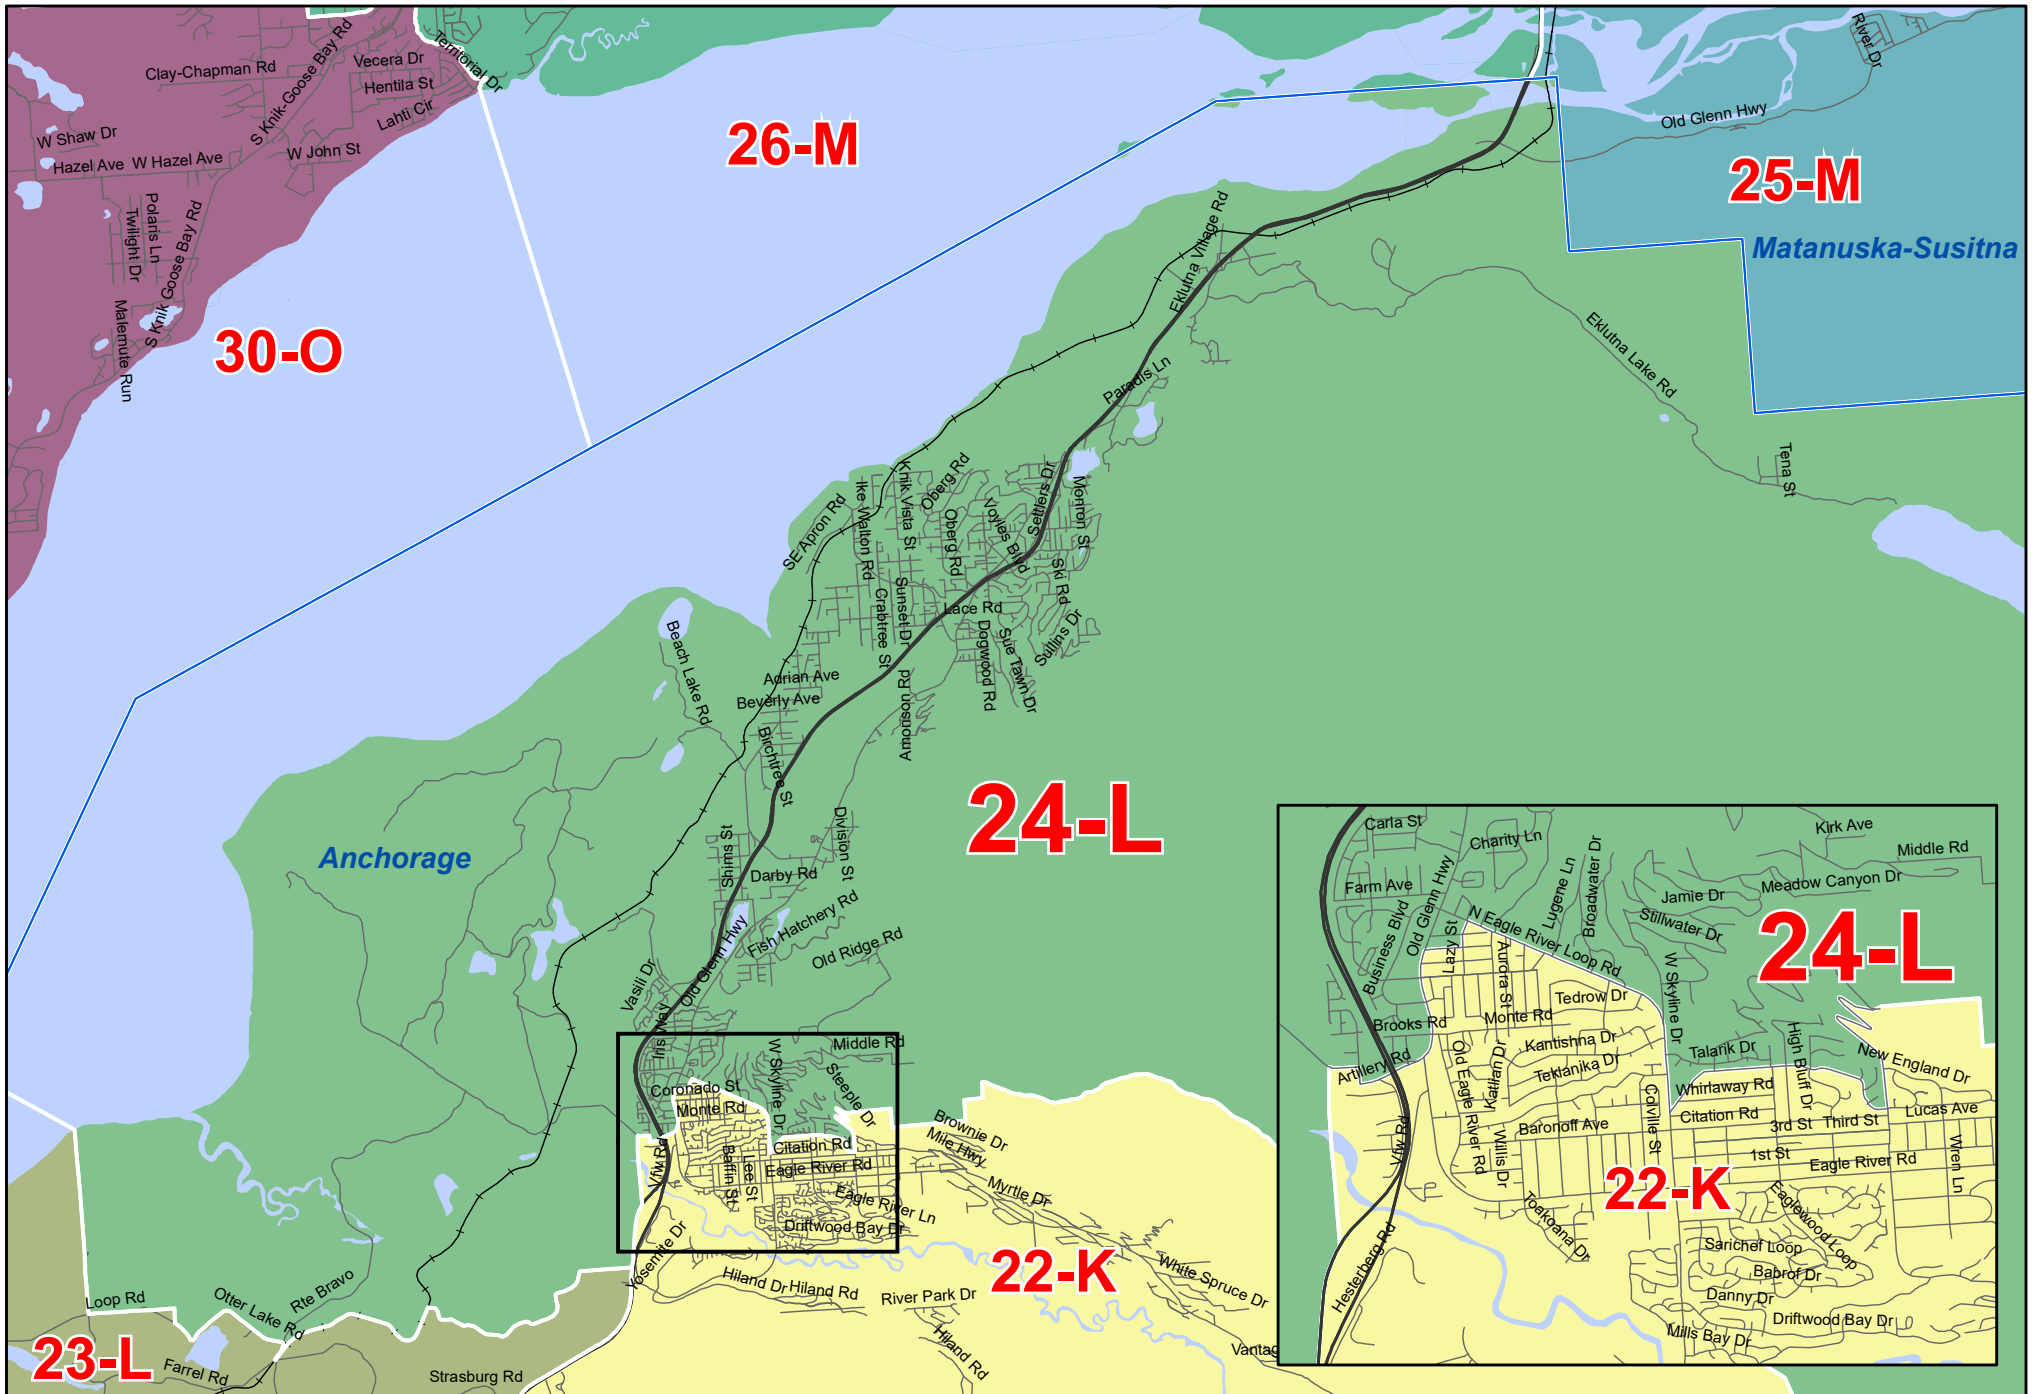 Territorial Dr
S Knik-Goose Bay Rd
Vecera Dr
Clay-Chapman Rd
Hentila St
Lahti Cir
W Shaw Dr
W John St
Hazel Ave
W Hazel Ave
Polaris Ln
Twilight Dr
S Knik Goose Bay Rd
Malemute Run
30-O
26-M
River Dr
Old Glenn Hwy
25-M
Matanuska-Susitna
Eklutna Village Rd
Eklutna Lake Rd
Paradis Ln
Tena St
Knik Vista St
Oberg Rd
Settlers Dr
Ike Walton Rd
Voyles Blvd
Monron St
SE Apron Rd
Oberg Rd
Ski Rd
Sunset Dr
Crabtree St
Lace Rd
Sullins Dr
Dogwood Rd
Sue Tawn Dr
Beach Lake Rd
Adrian Ave
Beverly Ave
Amonson Rd
Birchtree St
24-L
Division St
Shims St
Darby Rd
Anchorage
Fish Hatchery Rd
Old Glenn Hwy
Old Ridge Rd
Vasili Dr
Iris Way
Middle Rd
W Skyline Dr
Steeple Dr
Coronado St
Monte Rd
Brownie Dr
Mile Hwy
Citation Rd
Vfw Rd
Baffin St
Lee St
Eagle River Rd
Myrtle Dr
Eagle River Ln
Driftwood Bay Dr
Yosemite Dr
22-K
White Spruce Dr
Hiland Dr
Hiland Rd
River Park Dr
Hiland Rd
Vantag
Loop Rd
Otter Lake Rd
Rte Bravo
23-L
Farrel Rd
Strasburg Rd
Carla St
Charity Ln
Kirk Ave
Middle Rd
Farm Ave
Business Blvd
Old Glenn Hwy
Lugene Ln
Broadwater Dr
Jamie Dr
Meadow Canyon Dr
Stillwater Dr
N Eagle River Loop Rd
24-L
Lazy St
Aurora St
W Skyline Dr
Tedrow Dr
Brooks Rd
Monte Rd
Kantishna Dr
Talarik Dr
High Bluff Dr
New England Dr
Artillery Rd
Old Eagle River Rd
Katlian Dr
Teklanika Dr
Colville St
Whirlaway Rd
Citation Rd
Lucas Ave
3rd St
Third St
Baronoff Ave
Vfw Rd
Willis Dr
1st St
Eagle River Rd
Wren Ln
22-K
Toakoana Dr
Eaglewood Loop
Hesterberg Rd
Sarichef Loop
Babrof Dr
Danny Dr
Driftwood Bay Dr
Mills Bay Dr